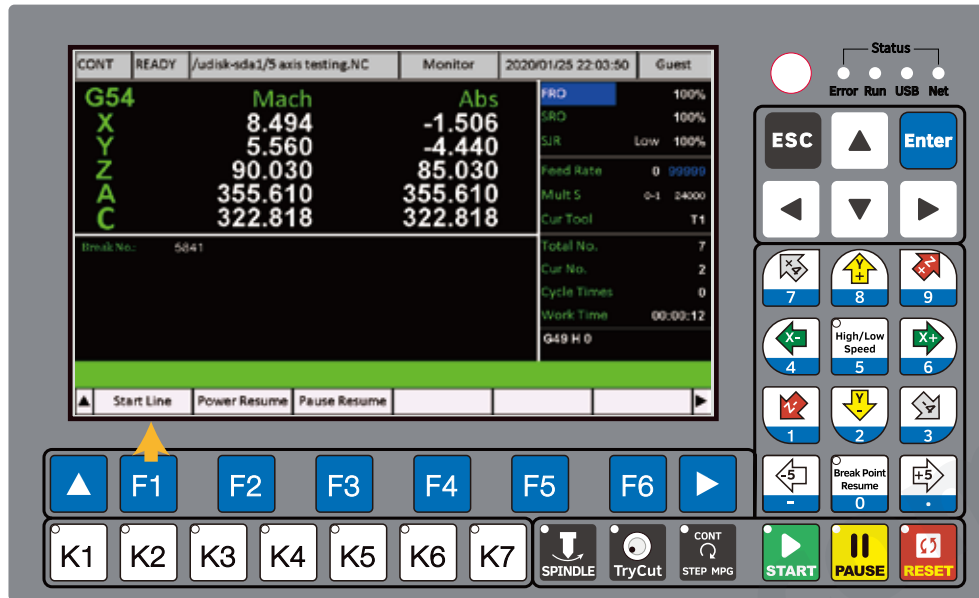 CONT READY /udisk-sda1/5 axis testing.NC Monitor 2020/01/25 22:03:50 Guest
G54 Mach Abs
X 8.494 -1.506
Y 5.560 -4.440
Z 90.030 85.030
A 355.610 355.610
C 322.818 322.818
Break No.: 5841
FRO 100%
SRO 100%
SJR Low 100%
Feed Rate 0 99999
Mult S 0-1 24000
Cur Tool T1
Total No. 7
Cur No. 2
Cycle Times 0
Work Time 00:00:12
G49 H 0
Start Line Power Resume Pause Resume
F1 F2 F3 F4 F5 F6
K1 K2 K3 K4 K5 K6 K7
SPINDLE TryCut CONT
STEP MPG
Status
Error Run USB Net
ESC Enter
X4 Y+ Z+
7 8 9
X- High/Low Speed X+
4 5 6
Z- Y- -4
1 2 3
-5 Break Point Resume +5
- 0 .
START PAUSE RESET